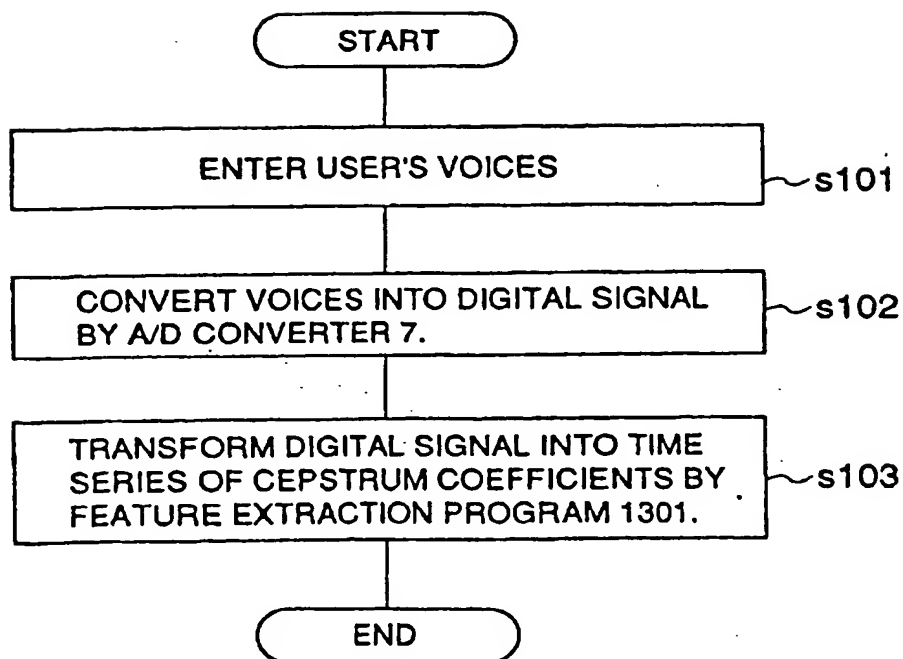 START
ENTER USER'S VOICES
s101
CONVERT VOICES INTO DIGITAL SIGNAL
BY A/D CONVERTER 7.
s102
TRANSFORM DIGITAL SIGNAL INTO TIME
SERIES OF CEPSTRUM COEFFICIENTS BY
FEATURE EXTRACTION PROGRAM 1301.
s103
END